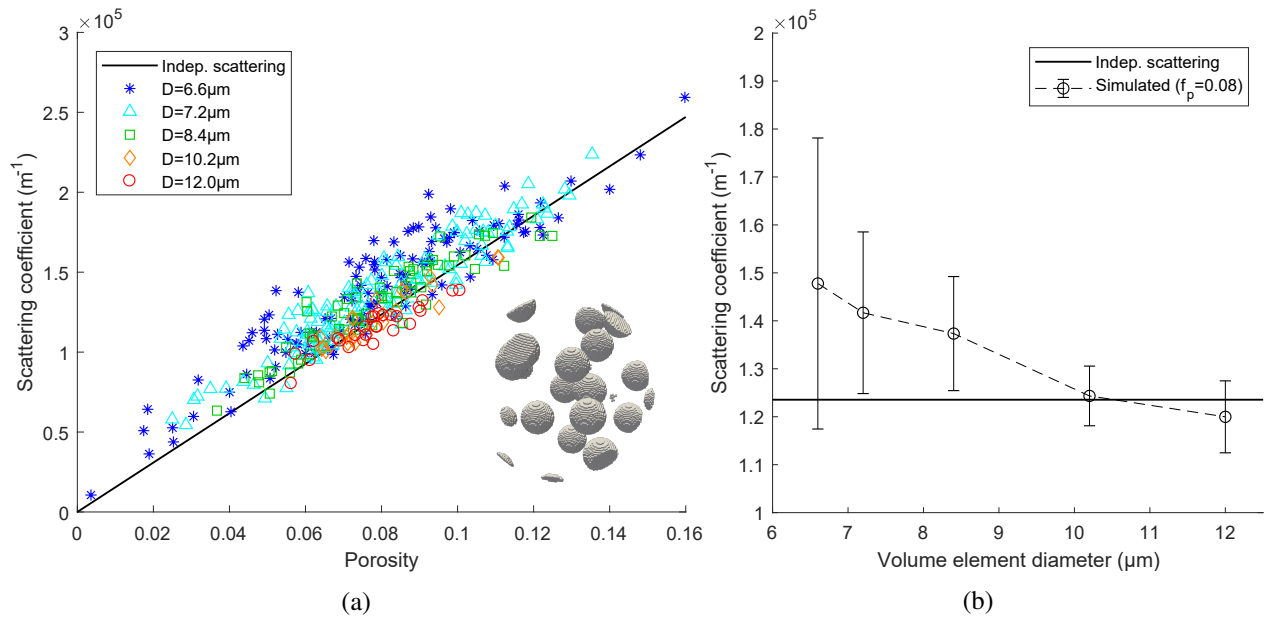 ×10^5
3
2.5
2
1.5
1
0.5
0
0 0.02 0.04 0.06 0.08 0.1 0.12 0.14 0.16
Scattering coefficient (m^-1)
Porosity
Indep. scattering
D=6.6µm
D=7.2µm
D=8.4µm
D=10.2µm
D=12.0µm
(a)
×10^5
2
1.9
1.8
1.7
1.6
1.5
1.4
1.3
1.2
1.1
1
6 7 8 9 10 11 12
Scattering coefficient (m^-1)
Volume element diameter (µm)
Indep. scattering
Simulated (f_p=0.08)
(b)